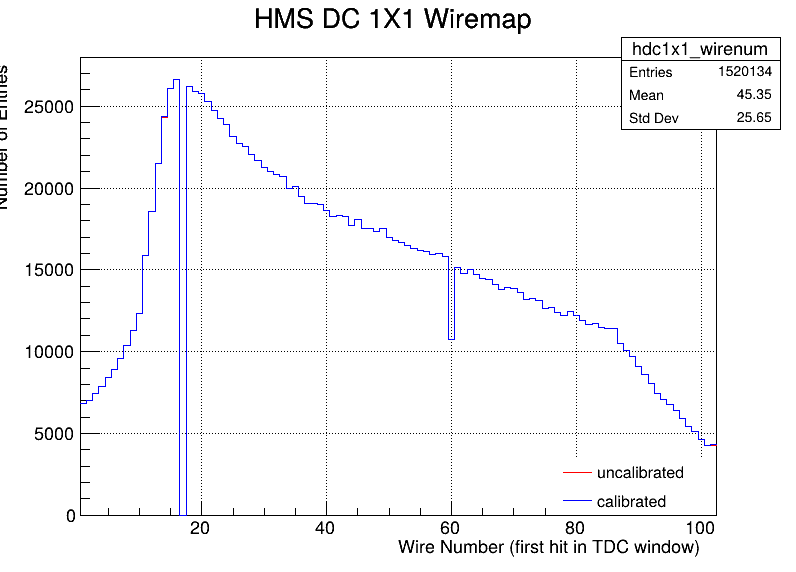 HMS DC 1X1 Wiremap
hdc1x1_wirenum
Entries 1520134
Mean 45.35
Std Dev 25.65
Number of Entries
25000
20000
15000
10000
5000
0
20 40 60 80 100
Wire Number (first hit in TDC window)
uncalibrated
calibrated